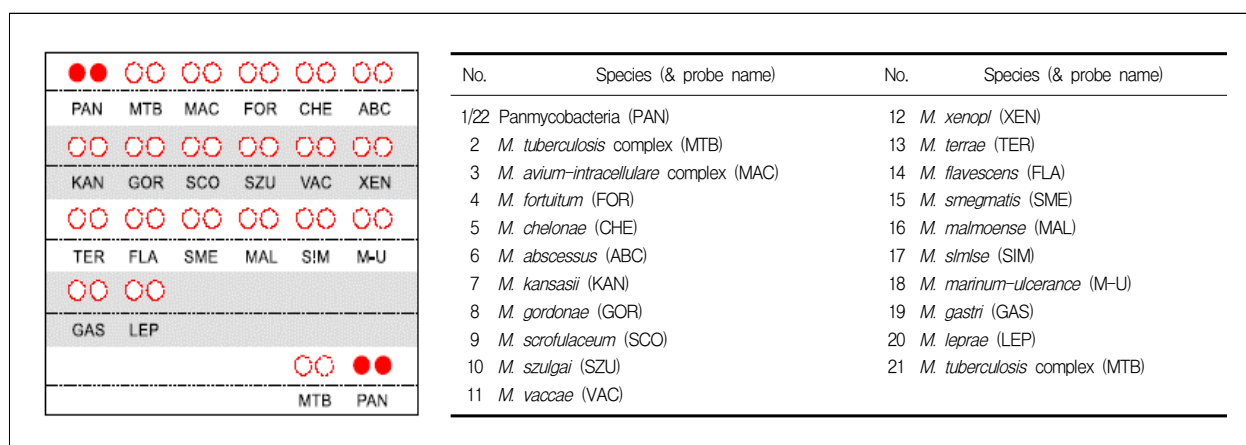 PAN MTB MAC FOR CHE ABC
KAN GOR SCO SZU VAC XEN
TER FLA SME MAL S!M M-U
GAS LEP
MTB PAN
No. Species (& probe name) No. Species (& probe name)
1/22 Panmycobacteria (PAN) 12 M. xenopl (XEN)
2 M. tuberculosis complex (MTB) 13 M. terrae (TER)
3 M. avium-intracellulare complex (MAC) 14 M. flavescens (FLA)
4 M. fortuitum (FOR) 15 M. smegmatis (SME)
5 M. chelonae (CHE) 16 M. malmoense (MAL)
6 M. abscessus (ABC) 17 M. slmlse (SIM)
7 M. kansasii (KAN) 18 M. marinum-ulcerance (M-U)
8 M. gordonae (GOR) 19 M. gastri (GAS)
9 M. scrofulaceum (SCO) 20 M. leprae (LEP)
10 M. szulgai (SZU) 21 M. tuberculosis complex (MTB)
11 M. vaccae (VAC)